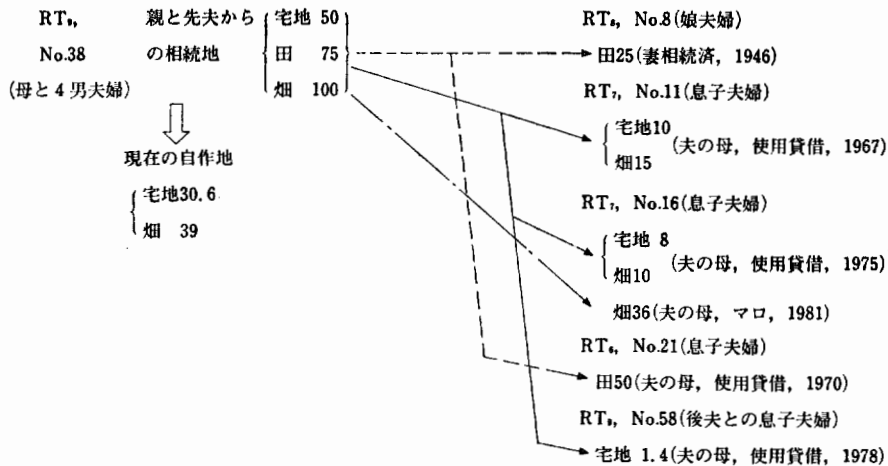 RT₉,
No.38
(母と4男夫婦)
親と先夫から
の相続地
宅地 50
田 75
畑 100
現在の自作地
宅地30.6
畑 39
RT₆, No.8(娘夫婦)
田25(妻相続済, 1946)
RT₇, No.11(息子夫婦)
宅地10
畑15
(夫の母, 使用貸借, 1967)
RT₇, No.16(息子夫婦)
宅地 8
畑10
(夫の母, 使用貸借, 1975)
畑36(夫の母, マロ, 1981)
RT₆, No.21(息子夫婦)
田50(夫の母, 使用貸借, 1970)
RT₉, No.58(後夫との息子夫婦)
宅地 1.4(夫の母, 使用貸借, 1978)